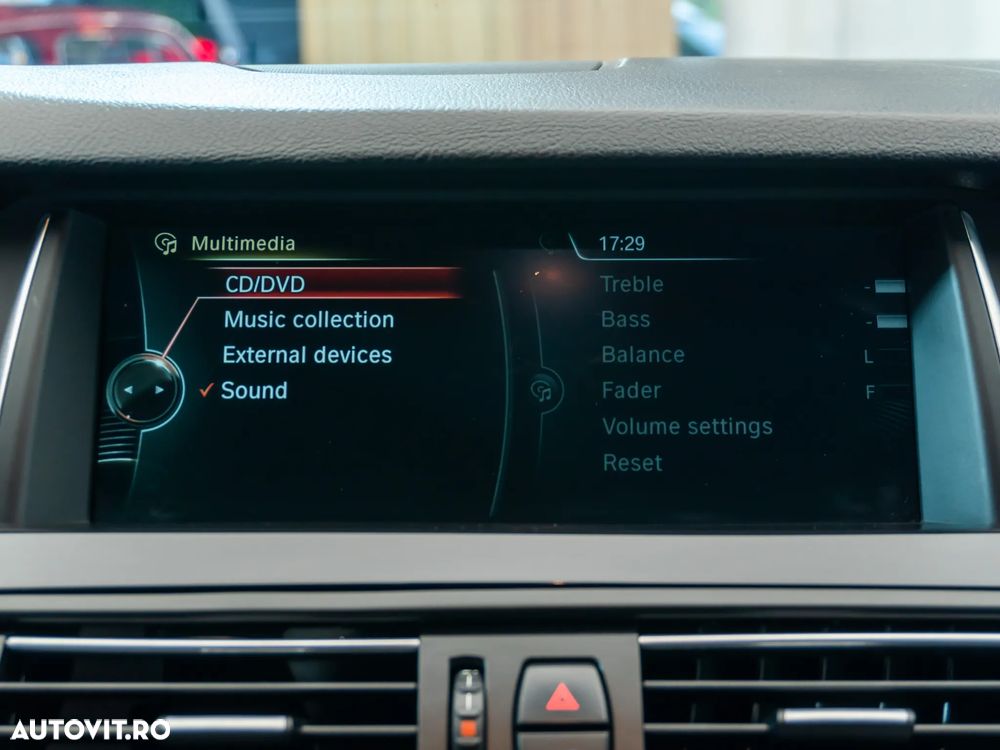 Multimedia
CD/DVD
Music collection
External devices
✓ Sound
17:29
Treble -
Bass -
Balance L
Fader F
Volume settings
Reset
AUTOVIT.RO